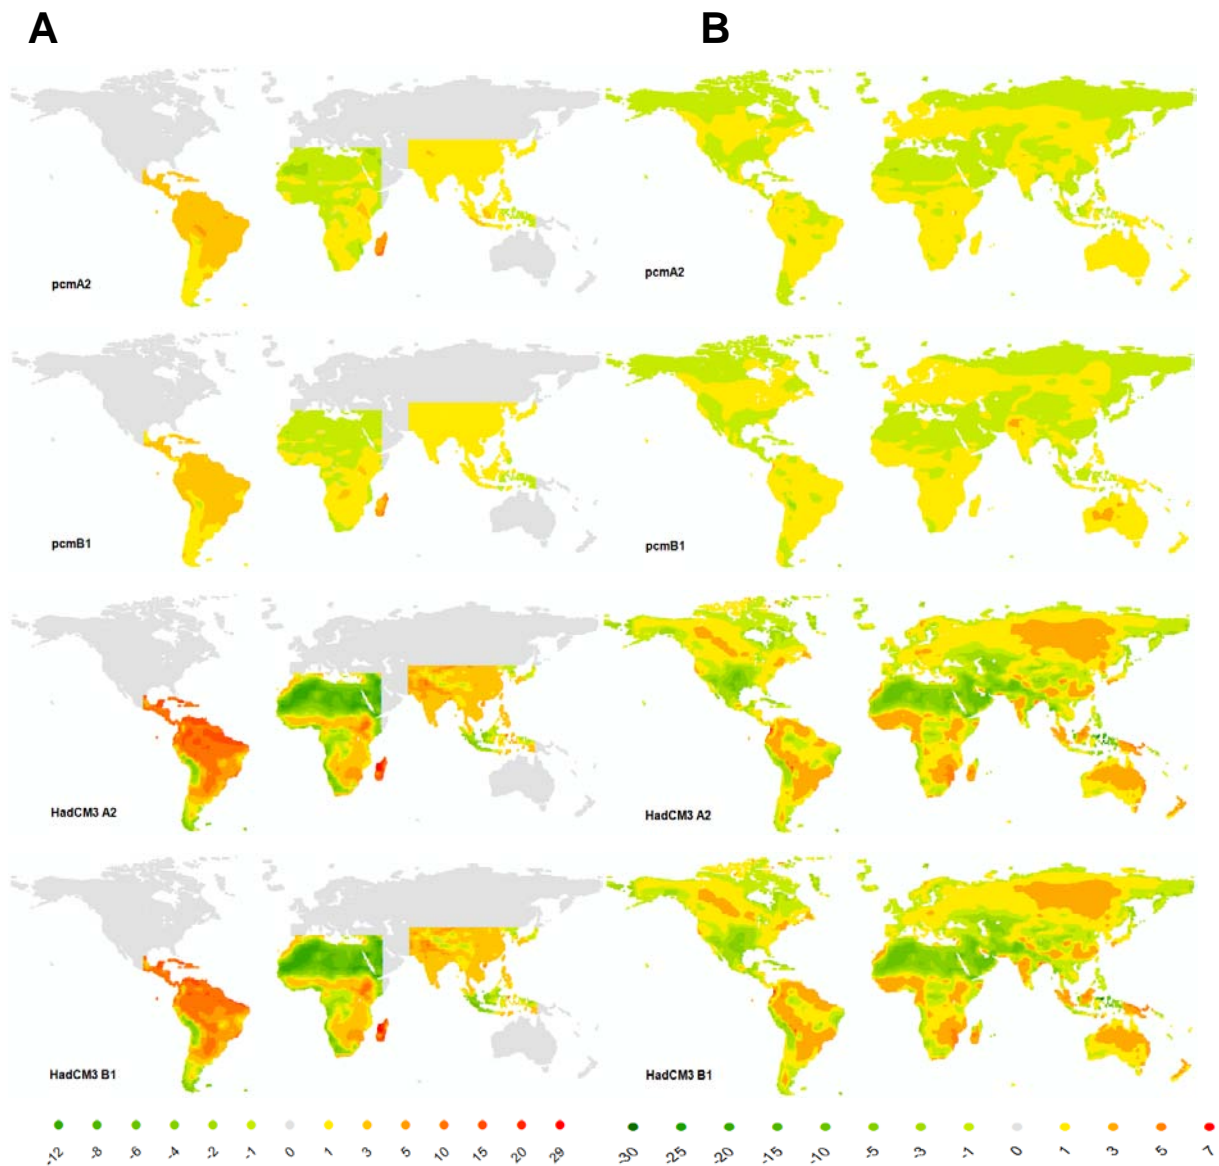 A B
pcmA2 pcmA2
pcmB1 pcmB1
HadCM3 A2 HadCM3 A2
HadCM3 B1 HadCM3 B1
-12 -8 -6 -4 -2 -1 0 1 3 5 10 15 20 29 -30 -25 -20 -15 -10 -5 -3 -1 0 1 3 5 7